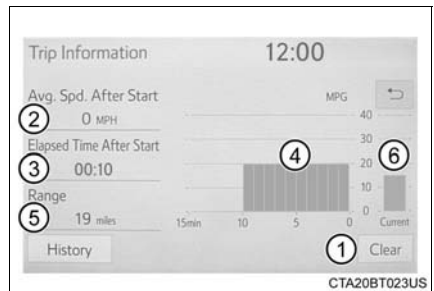 Trip Information 12:00
Avg. Spd. After Start MPG
2 0 MPH 40
Elapsed Time After Start 30
3 00:10 4 20 6
Range 10
5 19 miles 0
15min 10 5 0 Current
History 1 Clear
CTA20BT023US